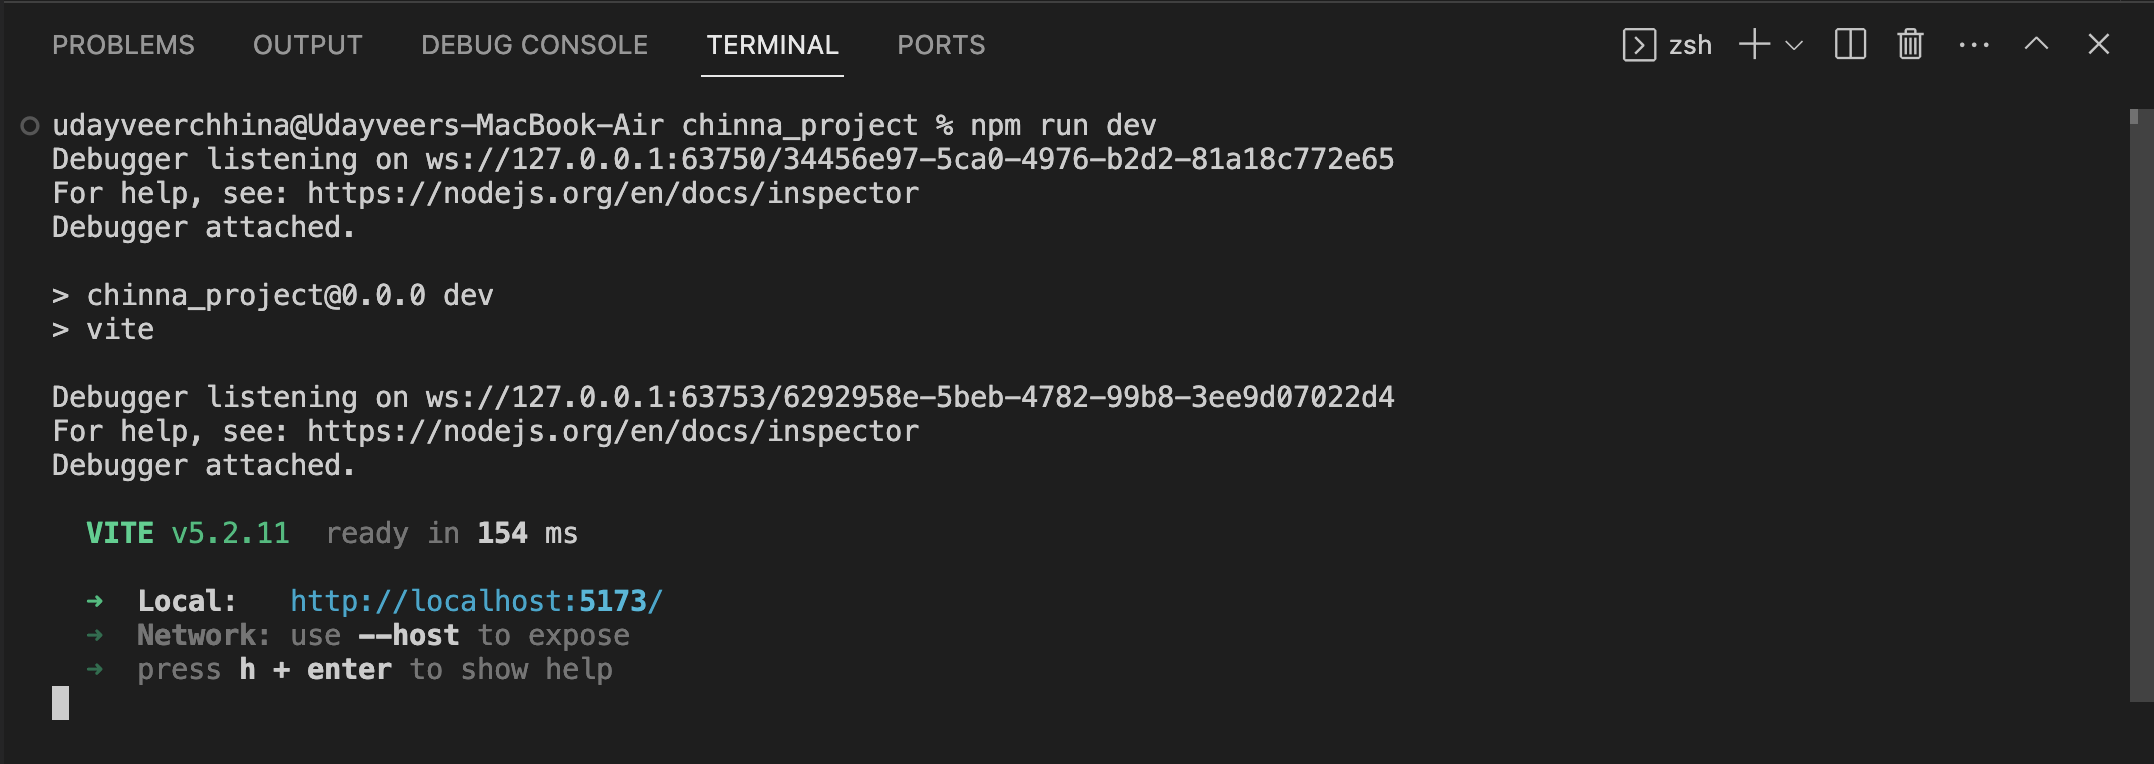 PROBLEMS OUTPUT DEBUG CONSOLE TERMINAL PORTS zsh
udayveerchhina@Udayveers-MacBook-Air chinna_project % npm run dev
Debugger listening on ws://127.0.0.1:63750/34456e97-5ca0-4976-b2d2-81a18c772e65
For help, see: https://nodejs.org/en/docs/inspector
Debugger attached.
> chinna_project@0.0.0 dev
> vite
Debugger listening on ws://127.0.0.1:63753/6292958e-5beb-4782-99b8-3ee9d07022d4
For help, see: https://nodejs.org/en/docs/inspector
Debugger attached.
VITE v5.2.11 ready in 154 ms
➜ Local: http://localhost:5173/
➜ Network: use --host to expose
➜ press h + enter to show help